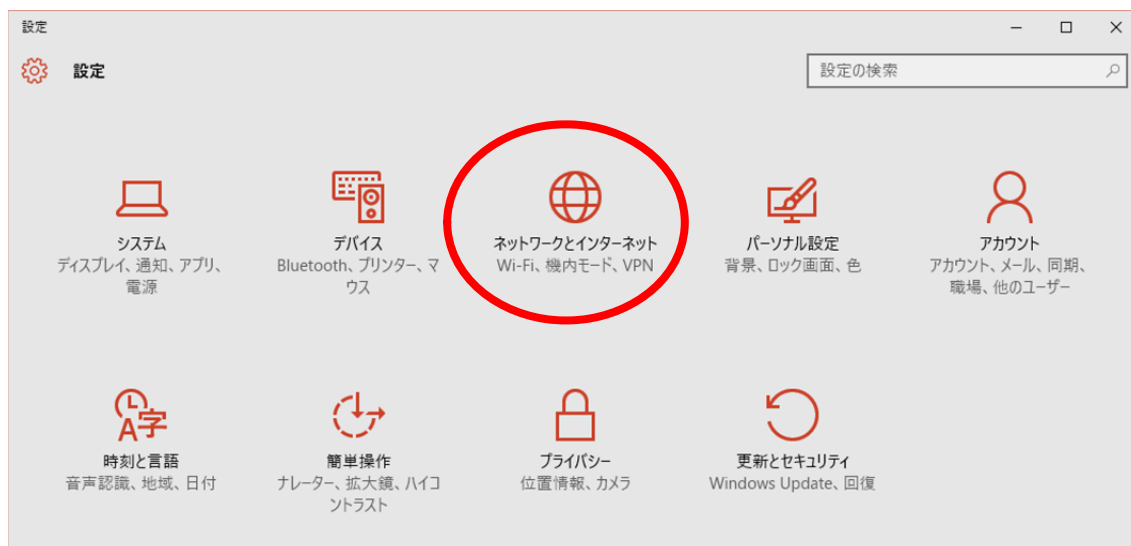 設定
設定
設定の検索
システム
ディスプレイ、通知、アプリ、
電源
デバイス
Bluetooth、プリンター、マ
ウス
ネットワークとインターネット
Wi-Fi、機内モード、VPN
パーソナル設定
背景、ロック画面、色
アカウント
アカウント、メール、同期、
職場、他のユーザー
A字
時刻と言語
音声認識、地域、日付
簡単操作
ナレーター、拡大鏡、ハイコ
ントラスト
プライバシー
位置情報、カメラ
更新とセキュリティ
Windows Update、回復